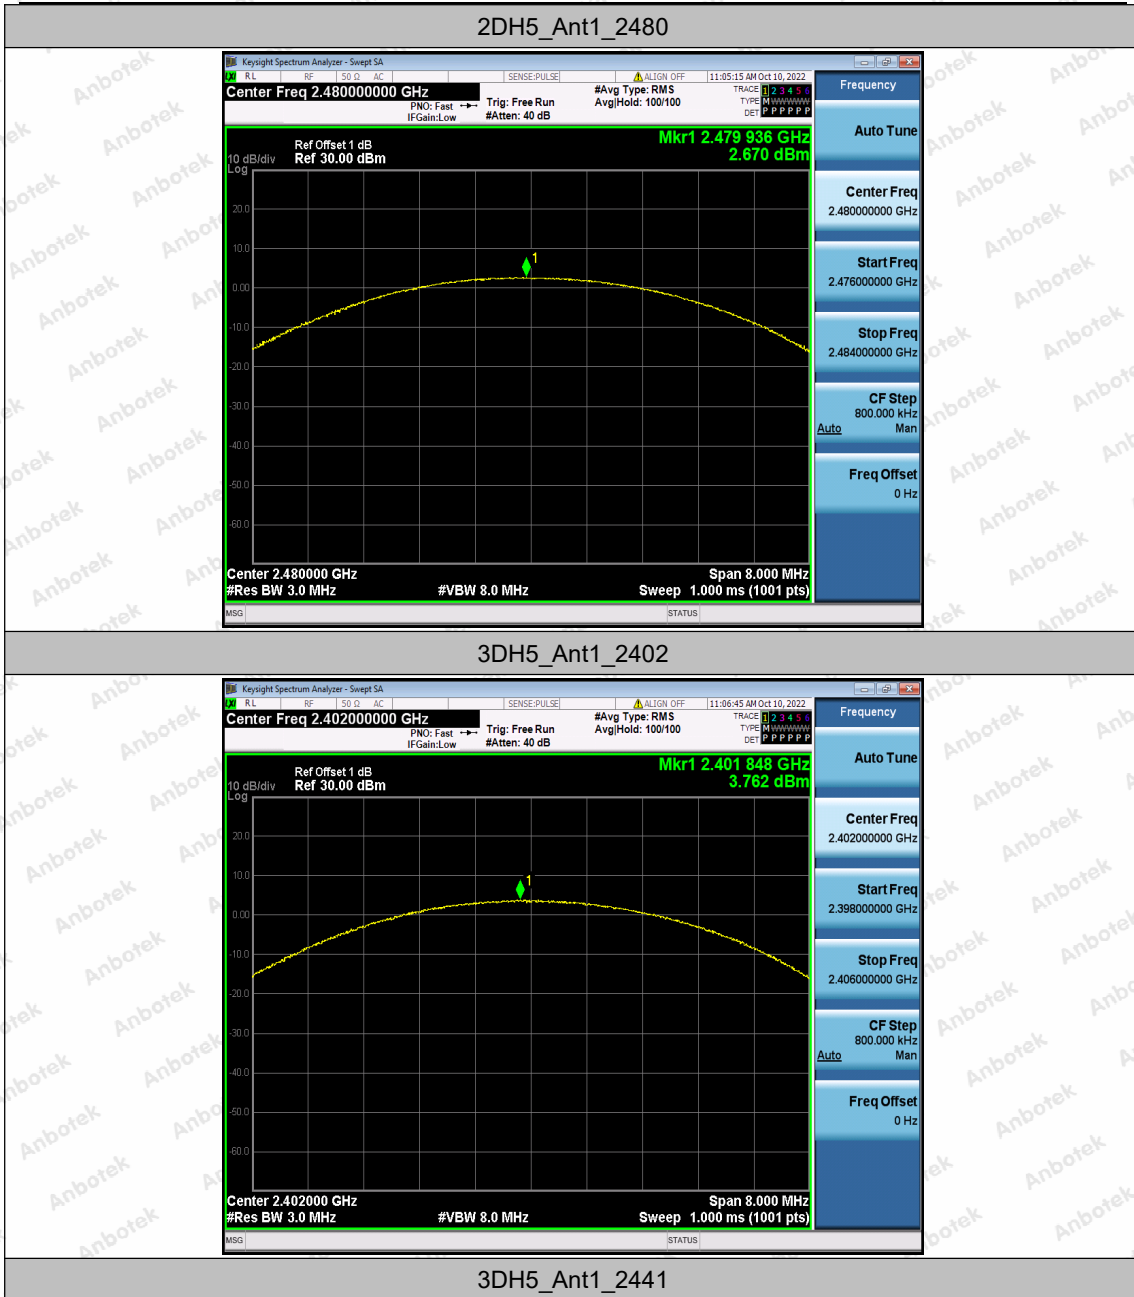 2DH5_Ant1_2480
Keysight Spectrum Analyzer - Swept SA
LXI RL RF 50 Ω AC SENSE:PULSE ALIGN OFF 11:05:15 AM Oct 10, 2022
Center Freq 2.480000000 GHz
PNO: Fast
IFGain:Low
Trig: Free Run
#Atten: 40 dB
#Avg Type: RMS
Avg|Hold: 100/100
TRACE 1 2 3 4 5 6
TYPE M W W W W W
DET P P P P P P
Frequency
Auto Tune
Center Freq
2.480000000 GHz
Start Freq
2.476000000 GHz
Stop Freq
2.484000000 GHz
CF Step
800.000 kHz
Auto Man
Freq Offset
0 Hz
Mkr1 2.479 936 GHz
2.670 dBm
Ref Offset 1 dB
10 dB/div Ref 30.00 dBm
Log
20.0
10.0
0.00
-10.0
-20.0
-30.0
-40.0
-50.0
-60.0
1
Center 2.480000 GHz Span 8.000 MHz
#Res BW 3.0 MHz #VBW 8.0 MHz Sweep 1.000 ms (1001 pts)
MSG STATUS
3DH5_Ant1_2402
Keysight Spectrum Analyzer - Swept SA
LXI RL RF 50 Ω AC SENSE:PULSE ALIGN OFF 11:06:45 AM Oct 10, 2022
Center Freq 2.402000000 GHz
PNO: Fast
IFGain:Low
Trig: Free Run
#Atten: 40 dB
#Avg Type: RMS
Avg|Hold: 100/100
TRACE 1 2 3 4 5 6
TYPE M W W W W W
DET P P P P P P
Frequency
Auto Tune
Center Freq
2.402000000 GHz
Start Freq
2.398000000 GHz
Stop Freq
2.406000000 GHz
CF Step
800.000 kHz
Auto Man
Freq Offset
0 Hz
Mkr1 2.401 848 GHz
3.762 dBm
Ref Offset 1 dB
10 dB/div Ref 30.00 dBm
Log
20.0
10.0
0.00
-10.0
-20.0
-30.0
-40.0
-50.0
-60.0
1
Center 2.402000 GHz Span 8.000 MHz
#Res BW 3.0 MHz #VBW 8.0 MHz Sweep 1.000 ms (1001 pts)
MSG STATUS
3DH5_Ant1_2441